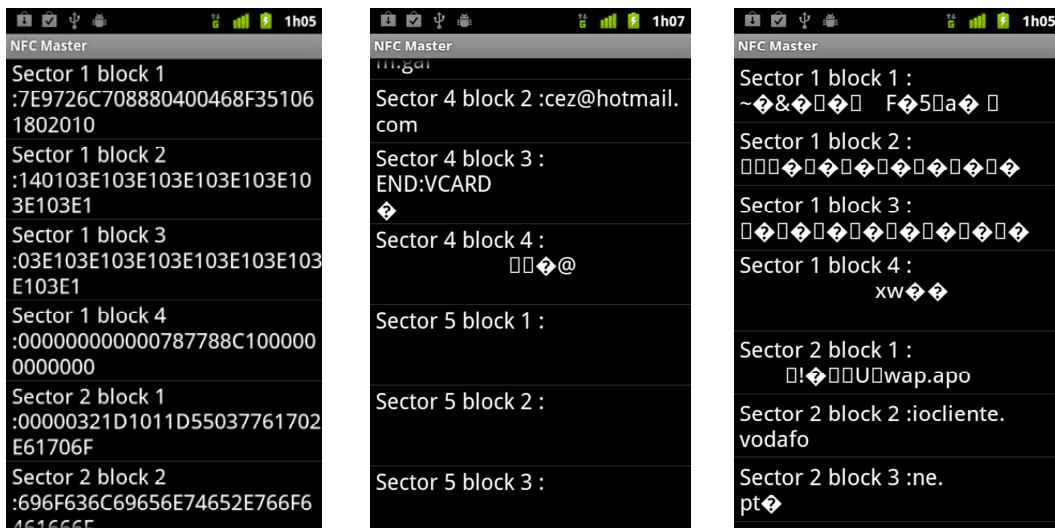 1h05
NFC Master
Sector 1 block 1
:7E9726C708880400468F35106
1802010
Sector 1 block 2
:140103E103E103E103E103E10
3E103E1
Sector 1 block 3
:03E103E103E103E103E103E103
E103E1
Sector 1 block 4
:000000000000787788C100000
0000000
Sector 2 block 1
:00000321D1011D55037761702
E61706F
Sector 2 block 2
:696F636C69656E74652E766F6
461666F
1h07
NFC Master
Sector 4 block 2 :cez@hotmail.
com
Sector 4 block 3 :
END:VCARD
�
Sector 4 block 4 :
▯▯�@
Sector 5 block 1 :
Sector 5 block 2 :
Sector 5 block 3 :
1h05
NFC Master
Sector 1 block 1 :
~�&�▯�▯ F�5▯a� ▯
Sector 1 block 2 :
▯▯▯�▯�▯�▯�▯�▯�▯�
Sector 1 block 3 :
▯�▯�▯�▯�▯�▯�▯�▯�
Sector 1 block 4 :
xw��
Sector 2 block 1 :
▯!�▯▯U▯wap.apo
Sector 2 block 2 :iocliente.
vodafo
Sector 2 block 3 :ne.
pt�